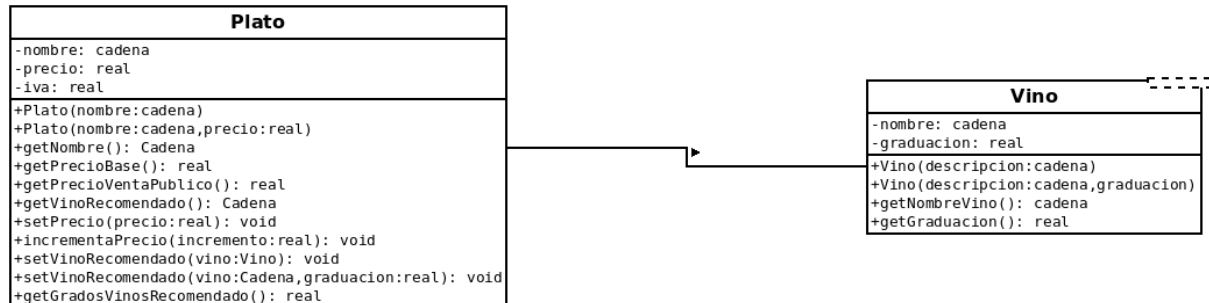 Plato
-nombre: cadena
-precio: real
-iva: real
+Plato(nombre:cadena)
+Plato(nombre:cadena,precio:real)
+getNombre(): Cadena
+getPrecioBase(): real
+getPrecioVentaPublico(): real
+getVinoRecomendado(): Cadena
+setPrecio(precio:real): void
+incrementaPrecio(incremento:real): void
+setVinoRecomendado(vino:Vino): void
+setVinoRecomendado(vino:Cadena,graduacion:real): void
+getGradosVinosRecomendado(): real
Vino
-nombre: cadena
-graduacion: real
+Vino(descripcion:cadena)
+Vino(descripcion:cadena,graduacion)
+getNombreVino(): cadena
+getGraduacion(): real